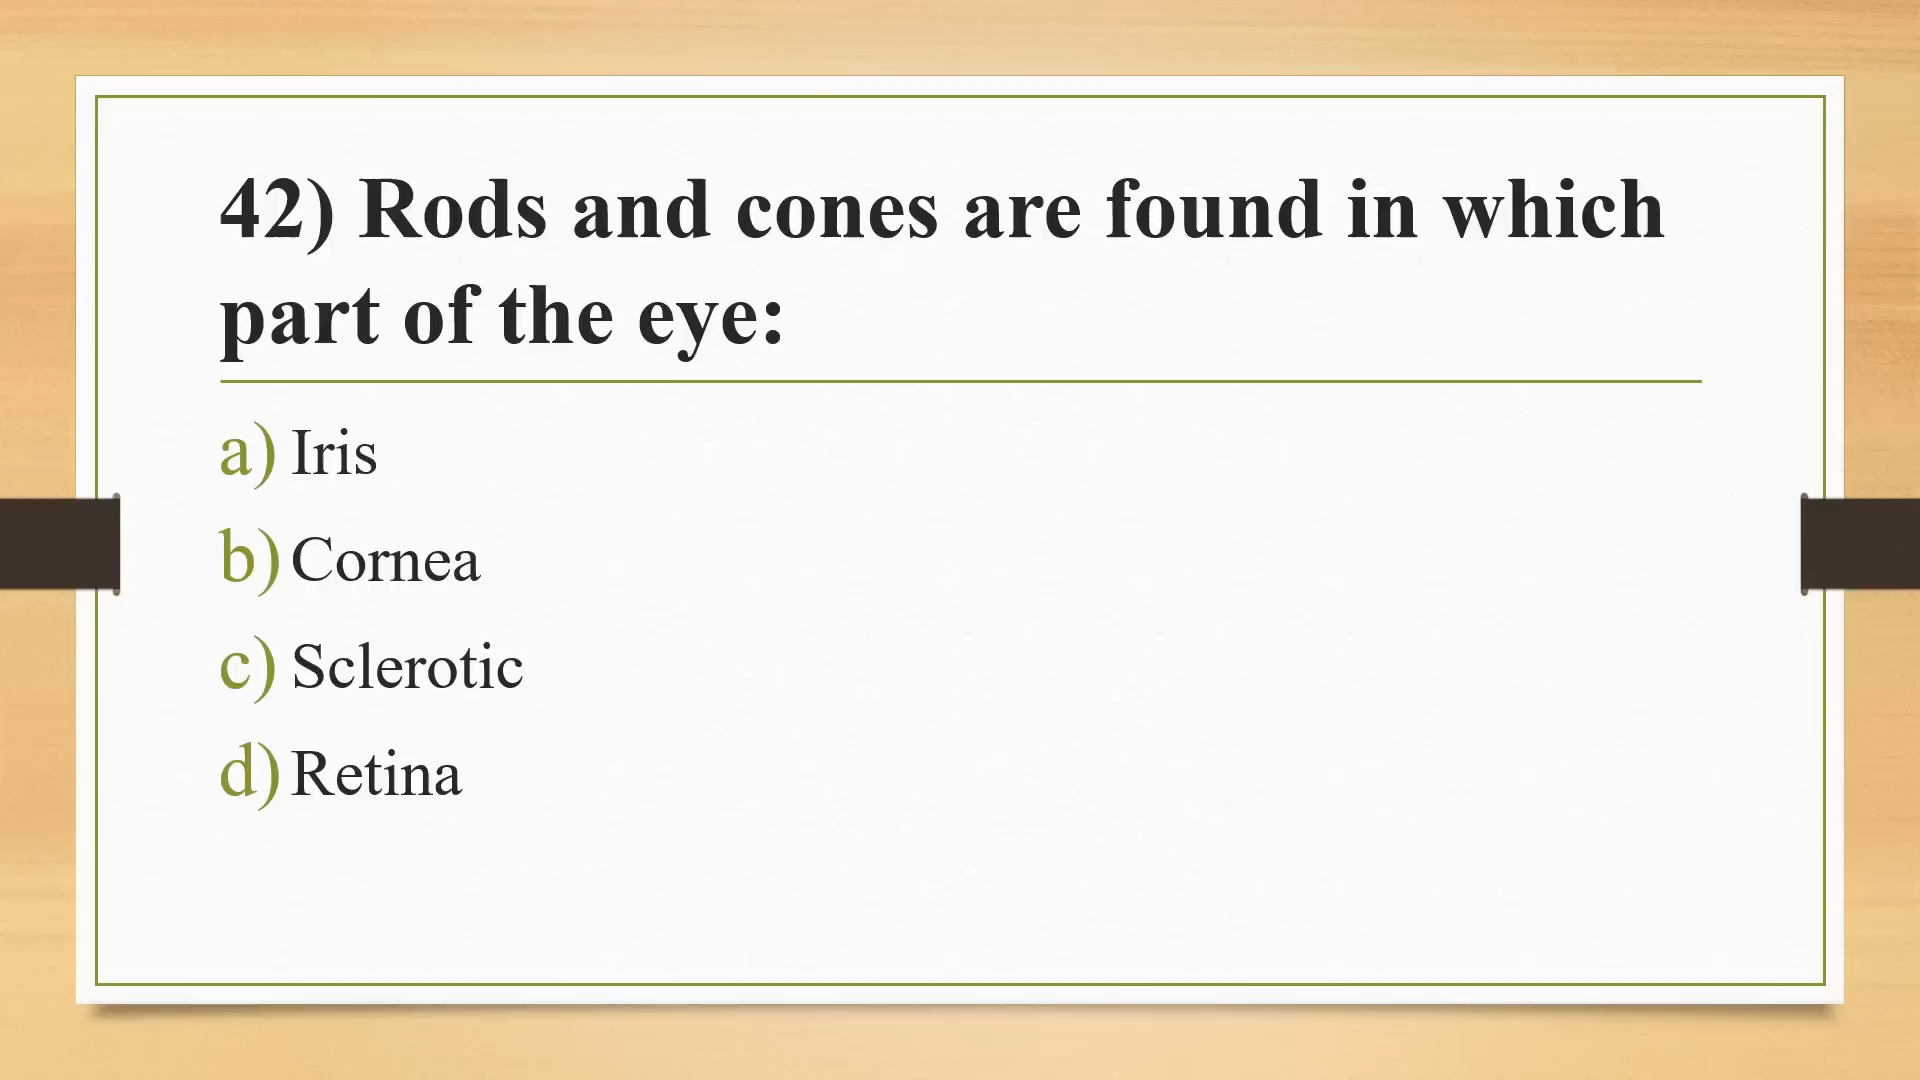 42) Rods and cones are found in which
part of the eye:
a) Iris
b) Cornea
c) Sclerotic
d) Retina